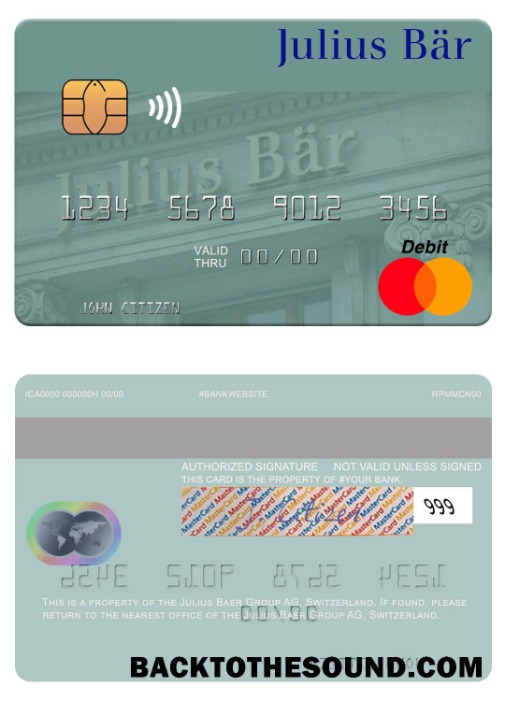 Julius Bär
Julius Bär
1234 5678 9012 3456
Debit
VALID
THRU 00/00
JOHN CITIZEN
ICA0000 000000H 00/00 #BANKWEBSITE RPMMCN00
AUTHORIZED SIGNATURE NOT VALID UNLESS SIGNED
THIS CARD IS THE PROPERTY OF #YOUR BANK.
MasterCard MasterCard MasterCard
999
This is a property of the Julius Baer Group AG, Switzerland. If found, please
return to the nearest office of the Julius Baer Group AG, Switzerland.
BACKTOTHESOUND.COM